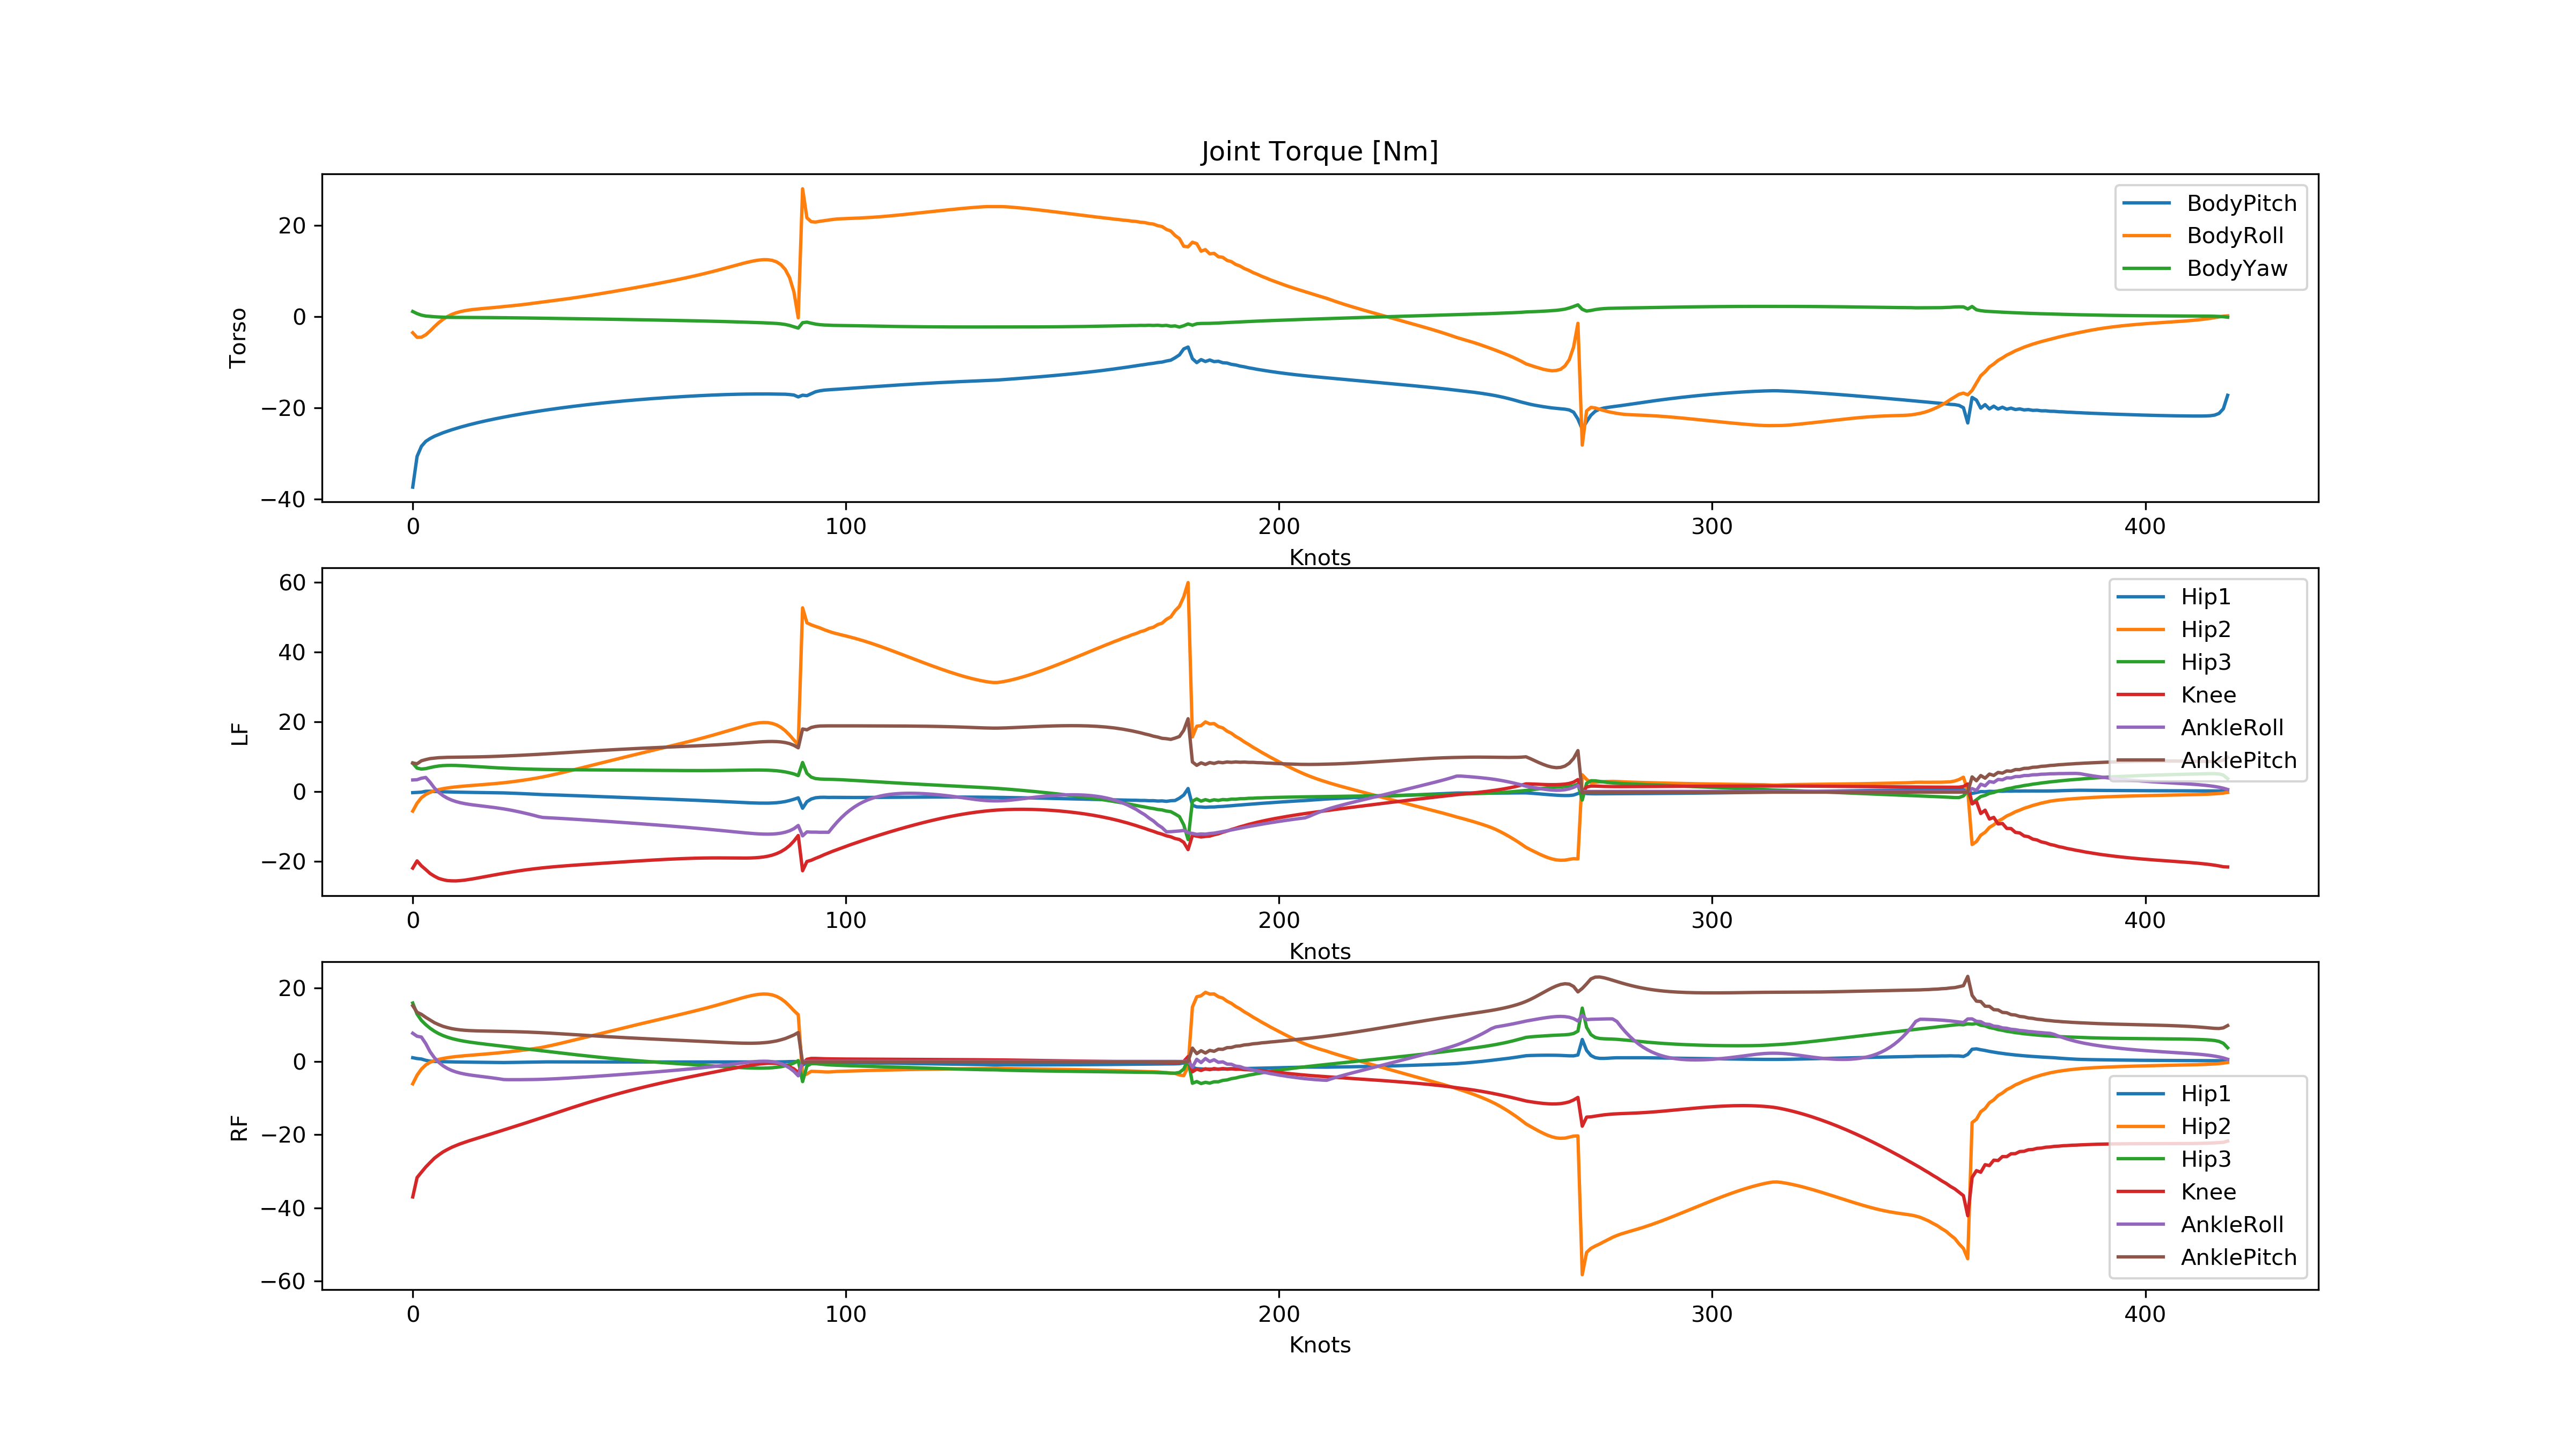 Joint Torque [Nm]
Torso
20
0
−20
−40
BodyPitch
BodyRoll
BodyYaw
0 100 200 300 400
Knots
LF
60
40
20
0
−20
Hip1
Hip2
Hip3
Knee
AnkleRoll
AnklePitch
0 100 200 300 400
Knots
RF
20
0
−20
−40
−60
Hip1
Hip2
Hip3
Knee
AnkleRoll
AnklePitch
0 100 200 300 400
Knots